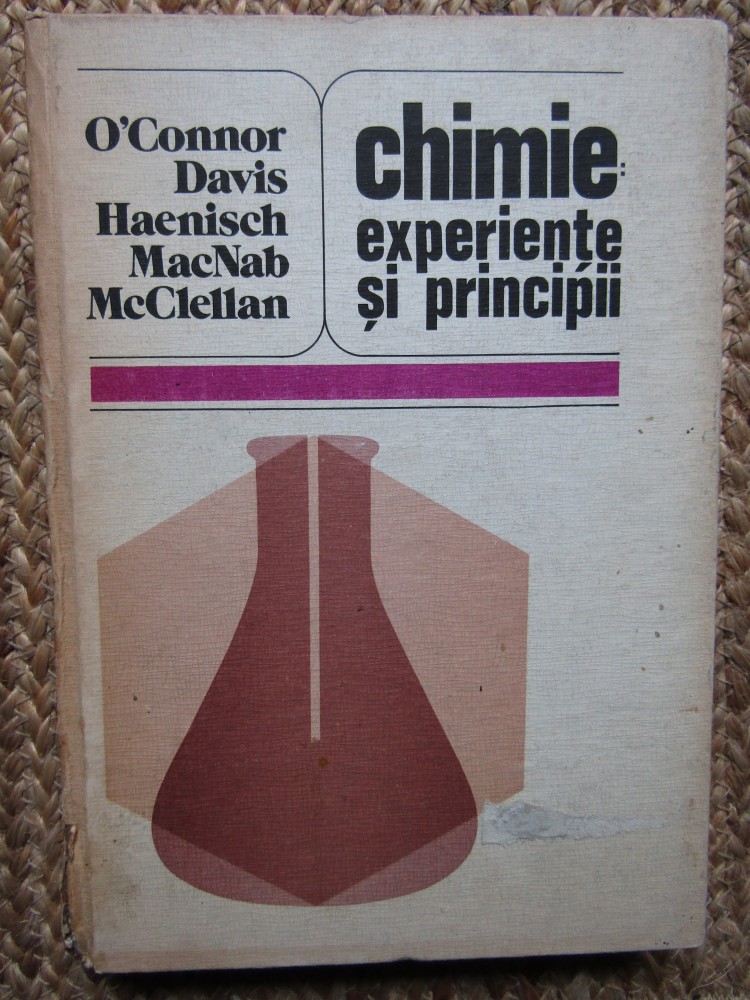 O'Connor
Davis
Haenisch
MacNab
McClellan
chimie:
experiențe
și principii